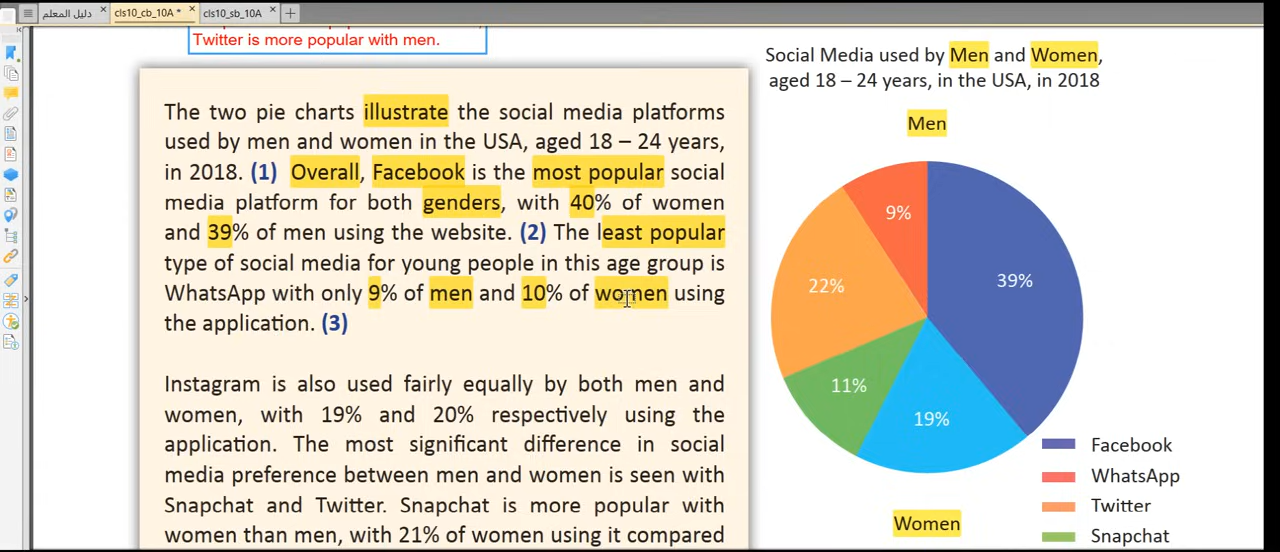 دليل المعلم
cls10_cb_10A *
cls10_sb_10A
Twitter is more popular with men.
The two pie charts illustrate the social media platforms
used by men and women in the USA, aged 18 – 24 years,
in 2018. (1) Overall, Facebook is the most popular social
media platform for both genders, with 40% of women
and 39% of men using the website. (2) The least popular
type of social media for young people in this age group is
WhatsApp with only 9% of men and 10% of women using
the application. (3)
Instagram is also used fairly equally by both men and
women, with 19% and 20% respectively using the
application. The most significant difference in social
media preference between men and women is seen with
Snapchat and Twitter. Snapchat is more popular with
women than men, with 21% of women using it compared
Social Media used by Men and Women,
aged 18 – 24 years, in the USA, in 2018
Men
9%
39%
22%
11%
19%
Facebook
WhatsApp
Twitter
Snapchat
Women